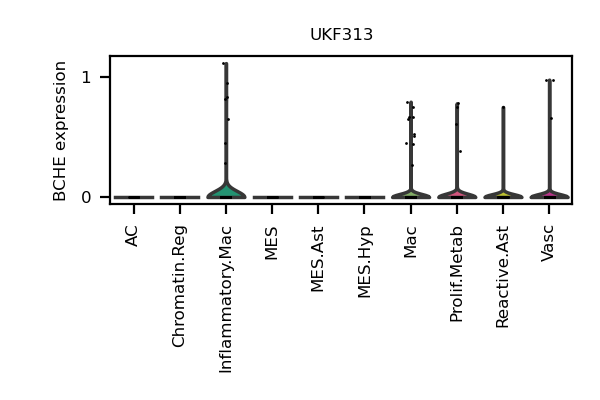 UKF313
BCHE expression
1
0
AC
Chromatin.Reg
Inflammatory.Mac
MES
MES.Ast
MES.Hyp
Mac
Prolif.Metab
Reactive.Ast
Vasc